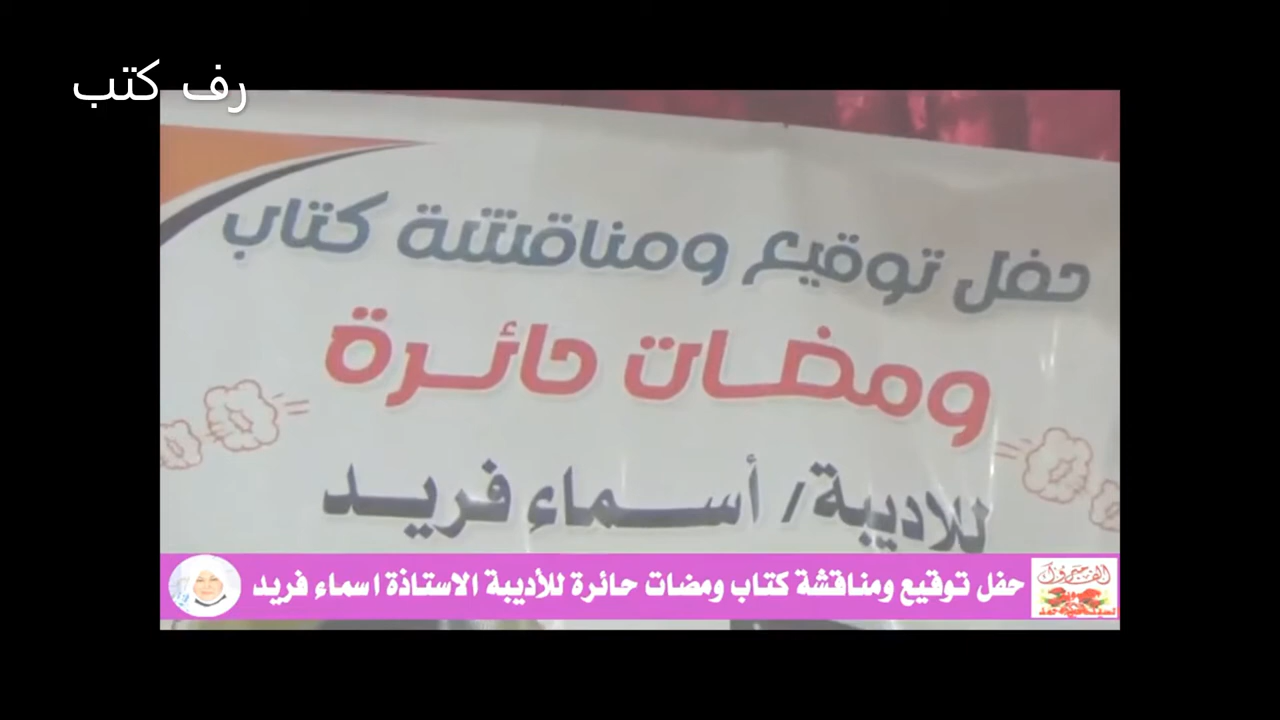 رف كتب
حفل توقيع ومناقشة كتاب
ومضات حائرة
للاديبة/ أسماء فريد
حفل توقيع ومناقشة كتاب ومضات حائرة للأديبة الاستاذة اسماء فريد